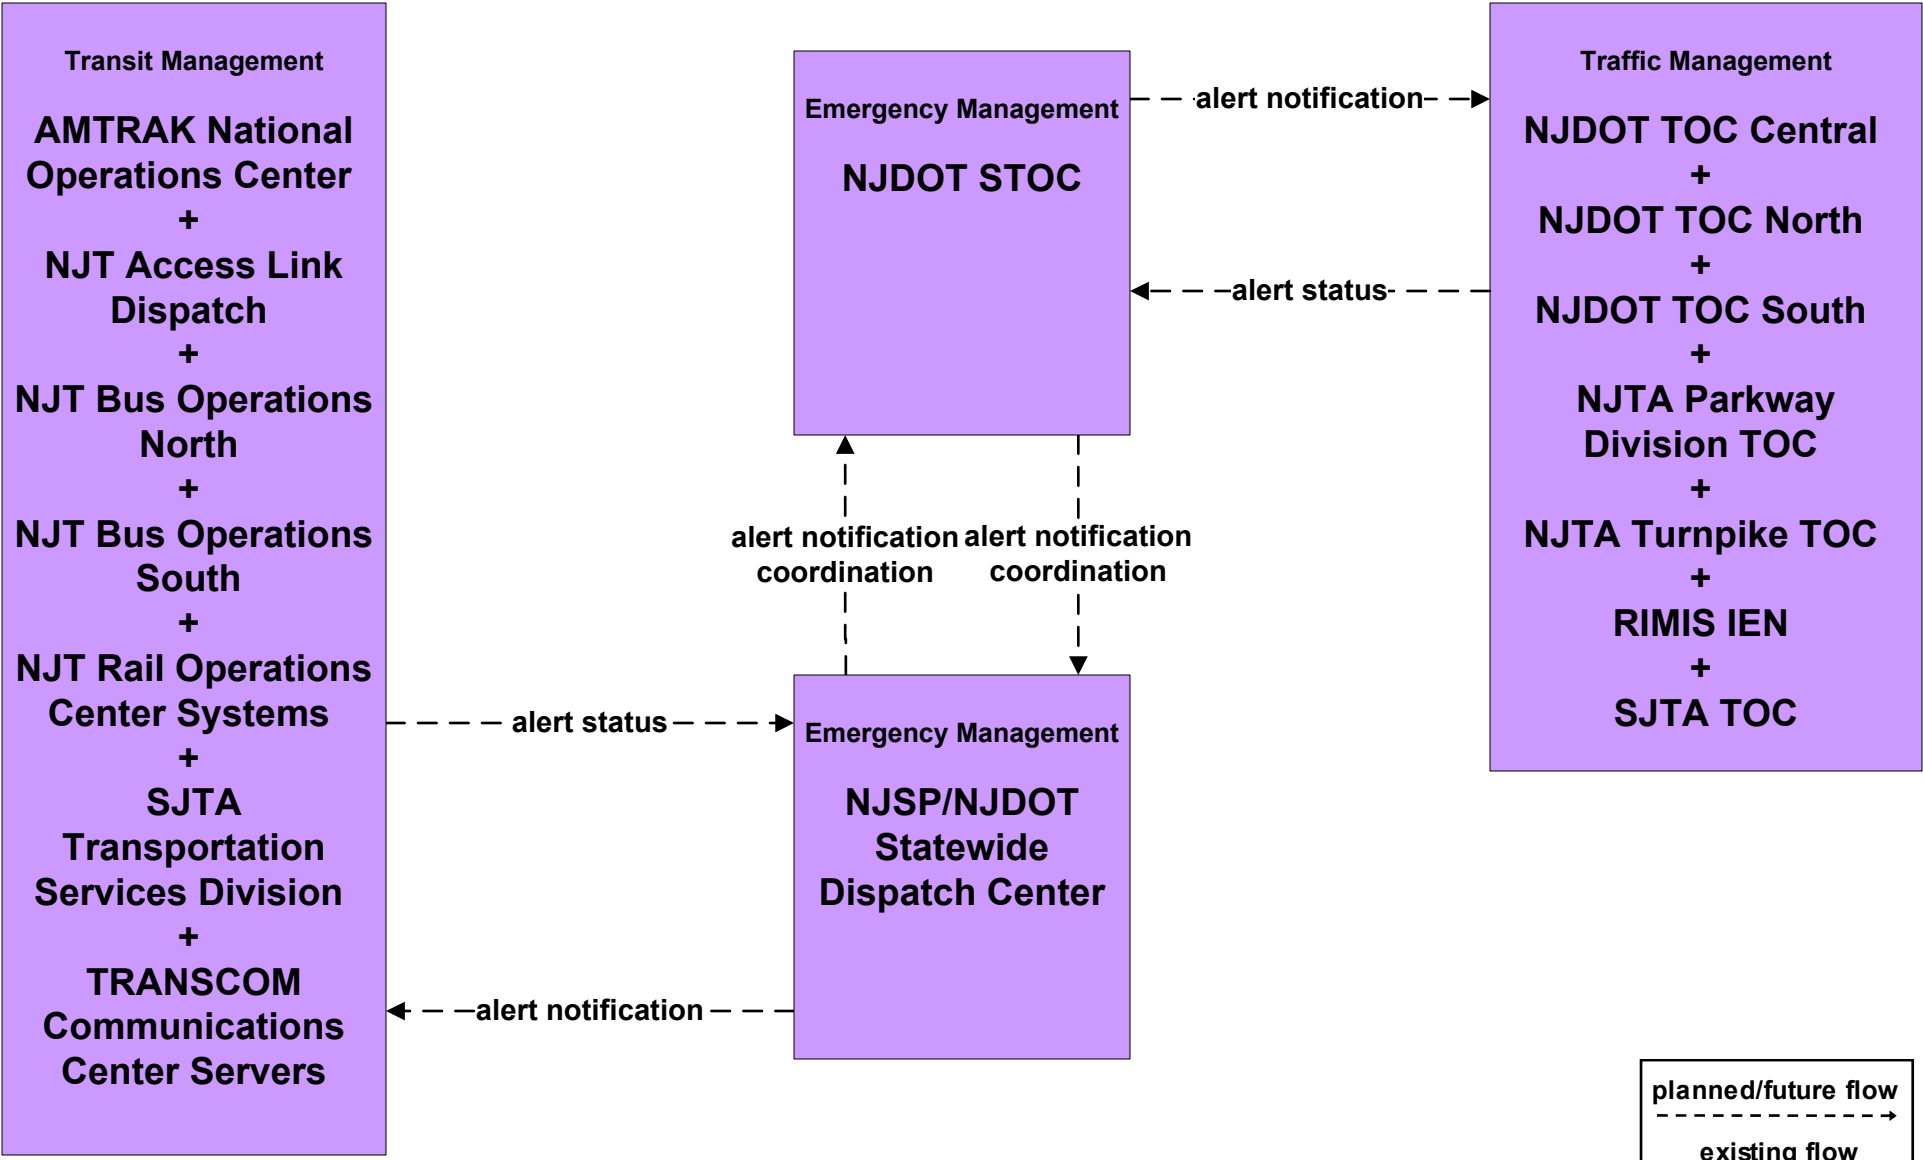 Transit Management
AMTRAK National
Operations Center
+
NJT Access Link
Dispatch
+
NJT Bus Operations
North
+
NJT Bus Operations
South
+
NJT Rail Operations
Center Systems
+
SJTA
Transportation
Services Division
+
TRANSCOM
Communications
Center Servers
Emergency Management
NJDOT STOC
alert notification
alert status
alert notification
coordination
alert notification
coordination
alert status
Emergency Management
NJSP/NJDOT
Statewide
Dispatch Center
alert notification
Traffic Management
NJDOT TOC Central
+
NJDOT TOC North
+
NJDOT TOC South
+
NJTA Parkway
Division TOC
+
NJTA Turnpike TOC
+
RIMIS IEN
+
SJTA TOC
planned/future flow
existing flow